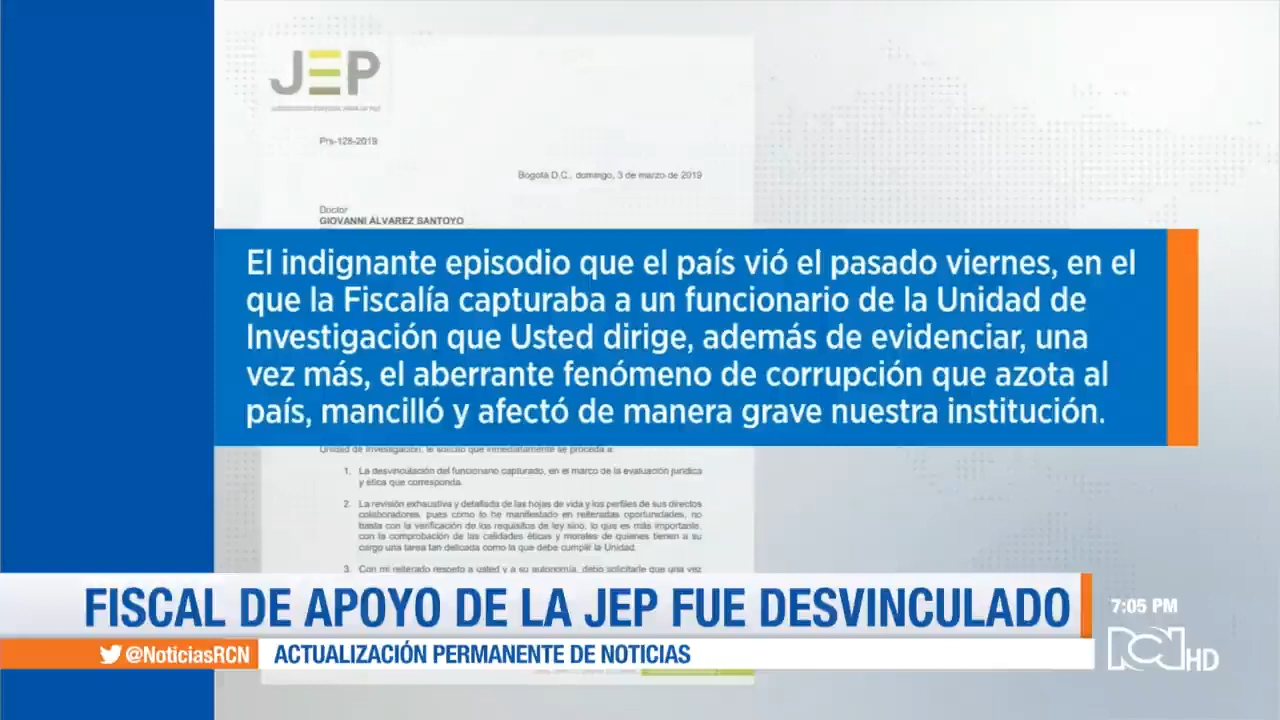 JEP
JURISDICCIÓN ESPECIAL PARA LA PAZ
Prs-128-2019
Bogotá D.C., domingo, 3 de marzo de 2019
Doctor
GIOVANNI ÁLVAREZ SANTOYO
El indignante episodio que el país vió el pasado viernes, en el
que la Fiscalía capturaba a un funcionario de la Unidad de
Investigación que Usted dirige, además de evidenciar, una
vez más, el aberrante fenómeno de corrupción que azota al
país, mancilló y afectó de manera grave nuestra institución.
Unidad de Investigación, le solicito que inmediatamente se proceda a:
1. La desvinculación del funcionario capturado, en el marco de la evaluación jurídica
y ética que corresponda.
2. La revisión exhaustiva y detallada de las hojas de vida y los perfiles de sus directos
colaboradores, pues como lo he manifestado en reiteradas oportunidades, no
basta con la verificación de los requisitos de ley sino, lo que es más importante,
con la comprobación de las calidades éticas y morales de quienes tienen a su
cargo una tarea tan delicada como la que debe cumplir la Unidad.
3. Con mi reiterado respeto a usted y a su autonomía, debo solicitarle que una vez
FISCAL DE APOYO DE LA JEP FUE DESVINCULADO
7:05 PM
@NoticiasRCN
ACTUALIZACIÓN PERMANENTE DE NOTICIAS
RCN HD